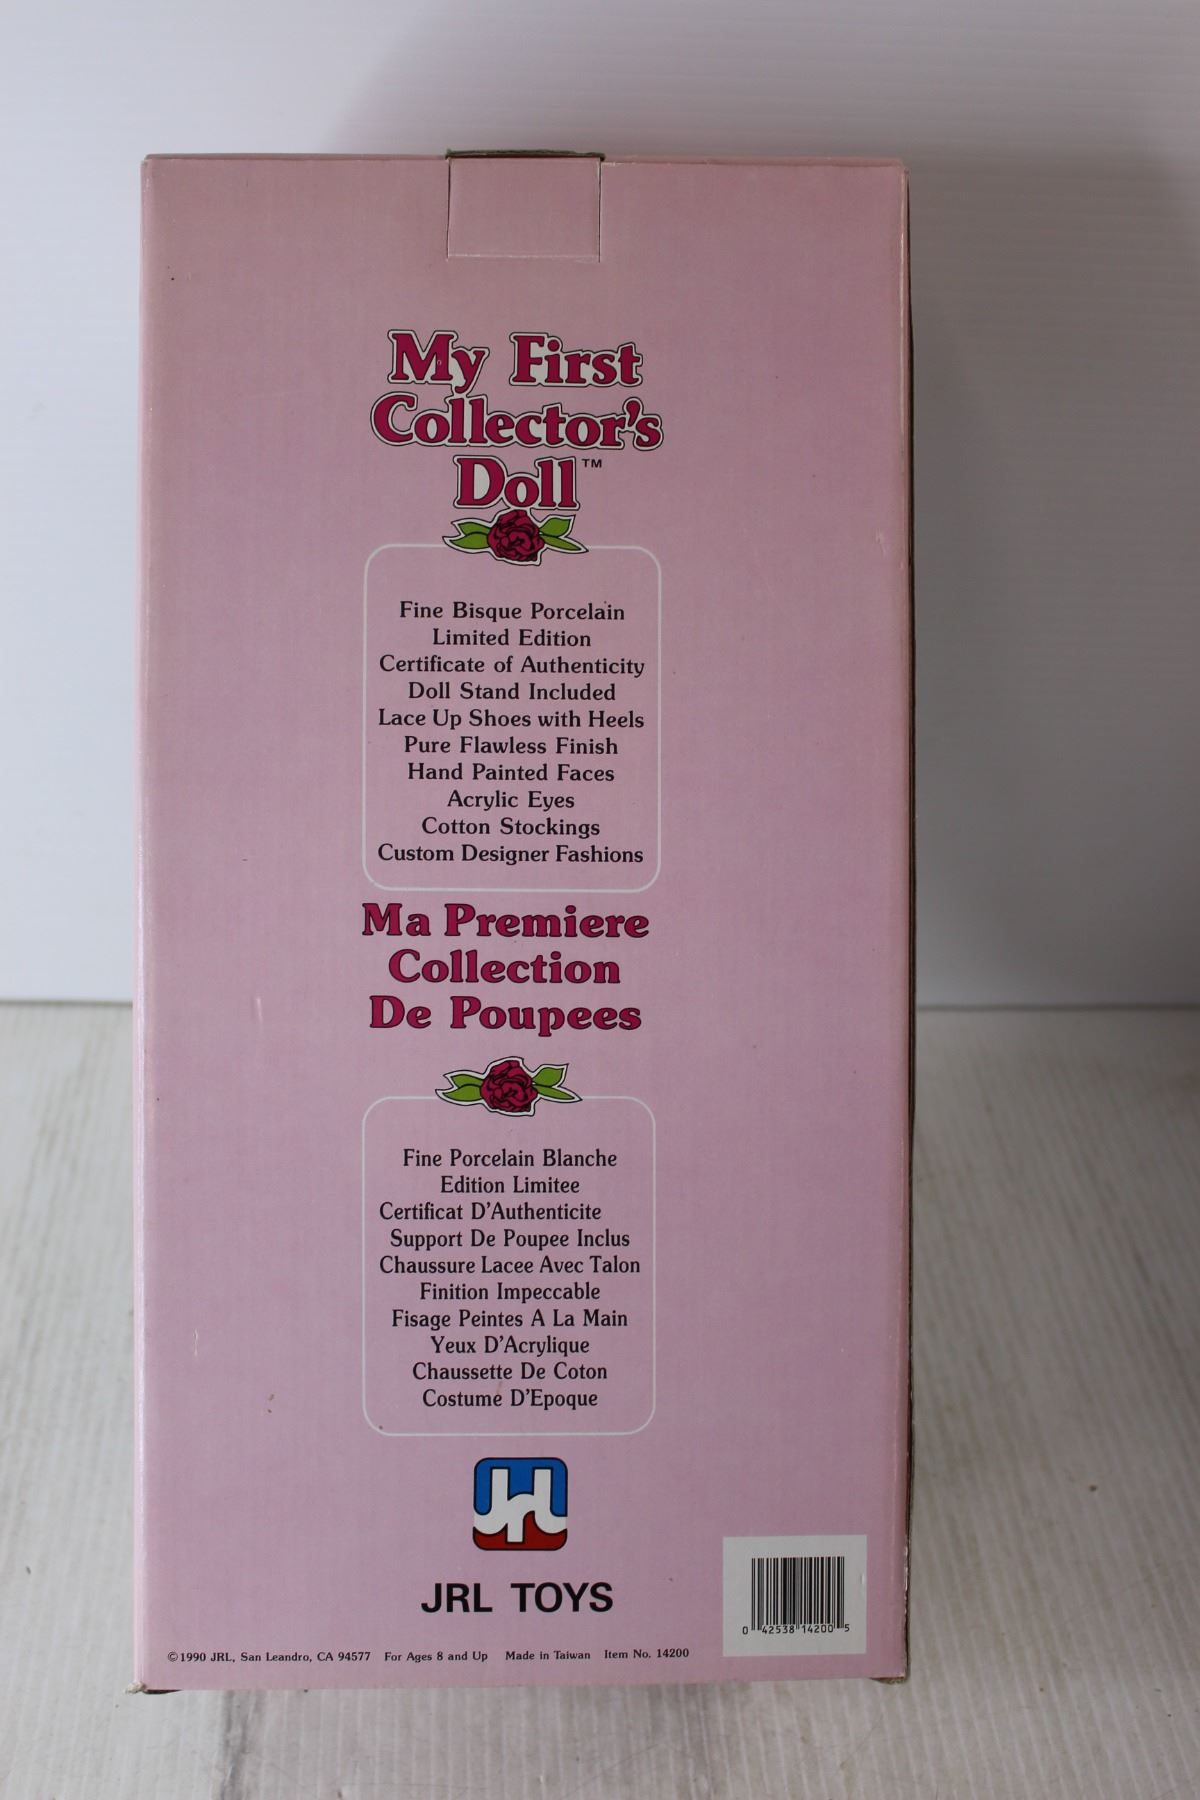 My First
Collector's
Doll™
Fine Bisque Porcelain
Limited Edition
Certificate of Authenticity
Doll Stand Included
Lace Up Shoes with Heels
Pure Flawless Finish
Hand Painted Faces
Acrylic Eyes
Cotton Stockings
Custom Designer Fashions
Ma Premiere
Collection
De Poupees
Fine Porcelain Blanche
Edition Limitee
Certificat D'Authenticite
Support De Poupee Inclus
Chaussure Lacee Avec Talon
Finition Impeccable
Fisage Peintes A La Main
Yeux D'Acrylique
Chaussette De Coton
Costume D'Epoque
JRL
JRL TOYS
0 42538 14200 5
©1990 JRL, San Leandro, CA 94577 For Ages 8 and Up Made in Taiwan Item No. 14200